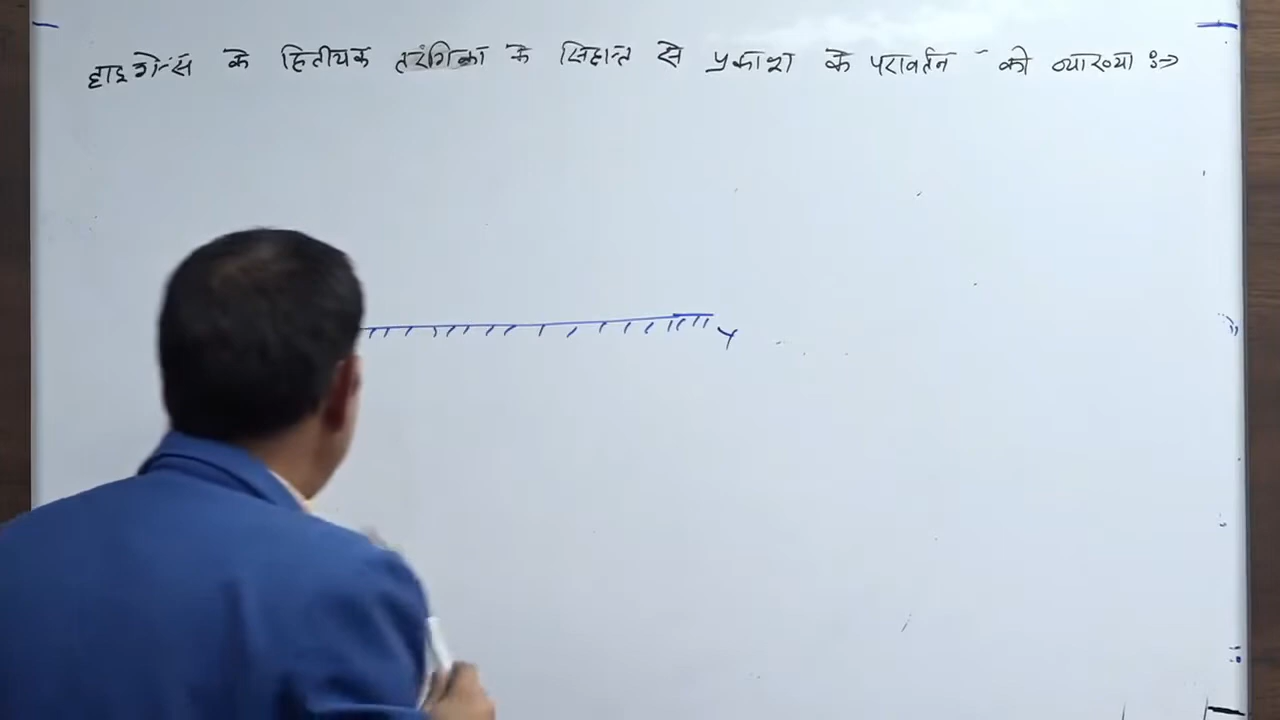 हाइगेन्स के द्वितीयक तरंगिका के सिद्धान्त से प्रकाश के परावर्तन की व्याख्या :→
Y